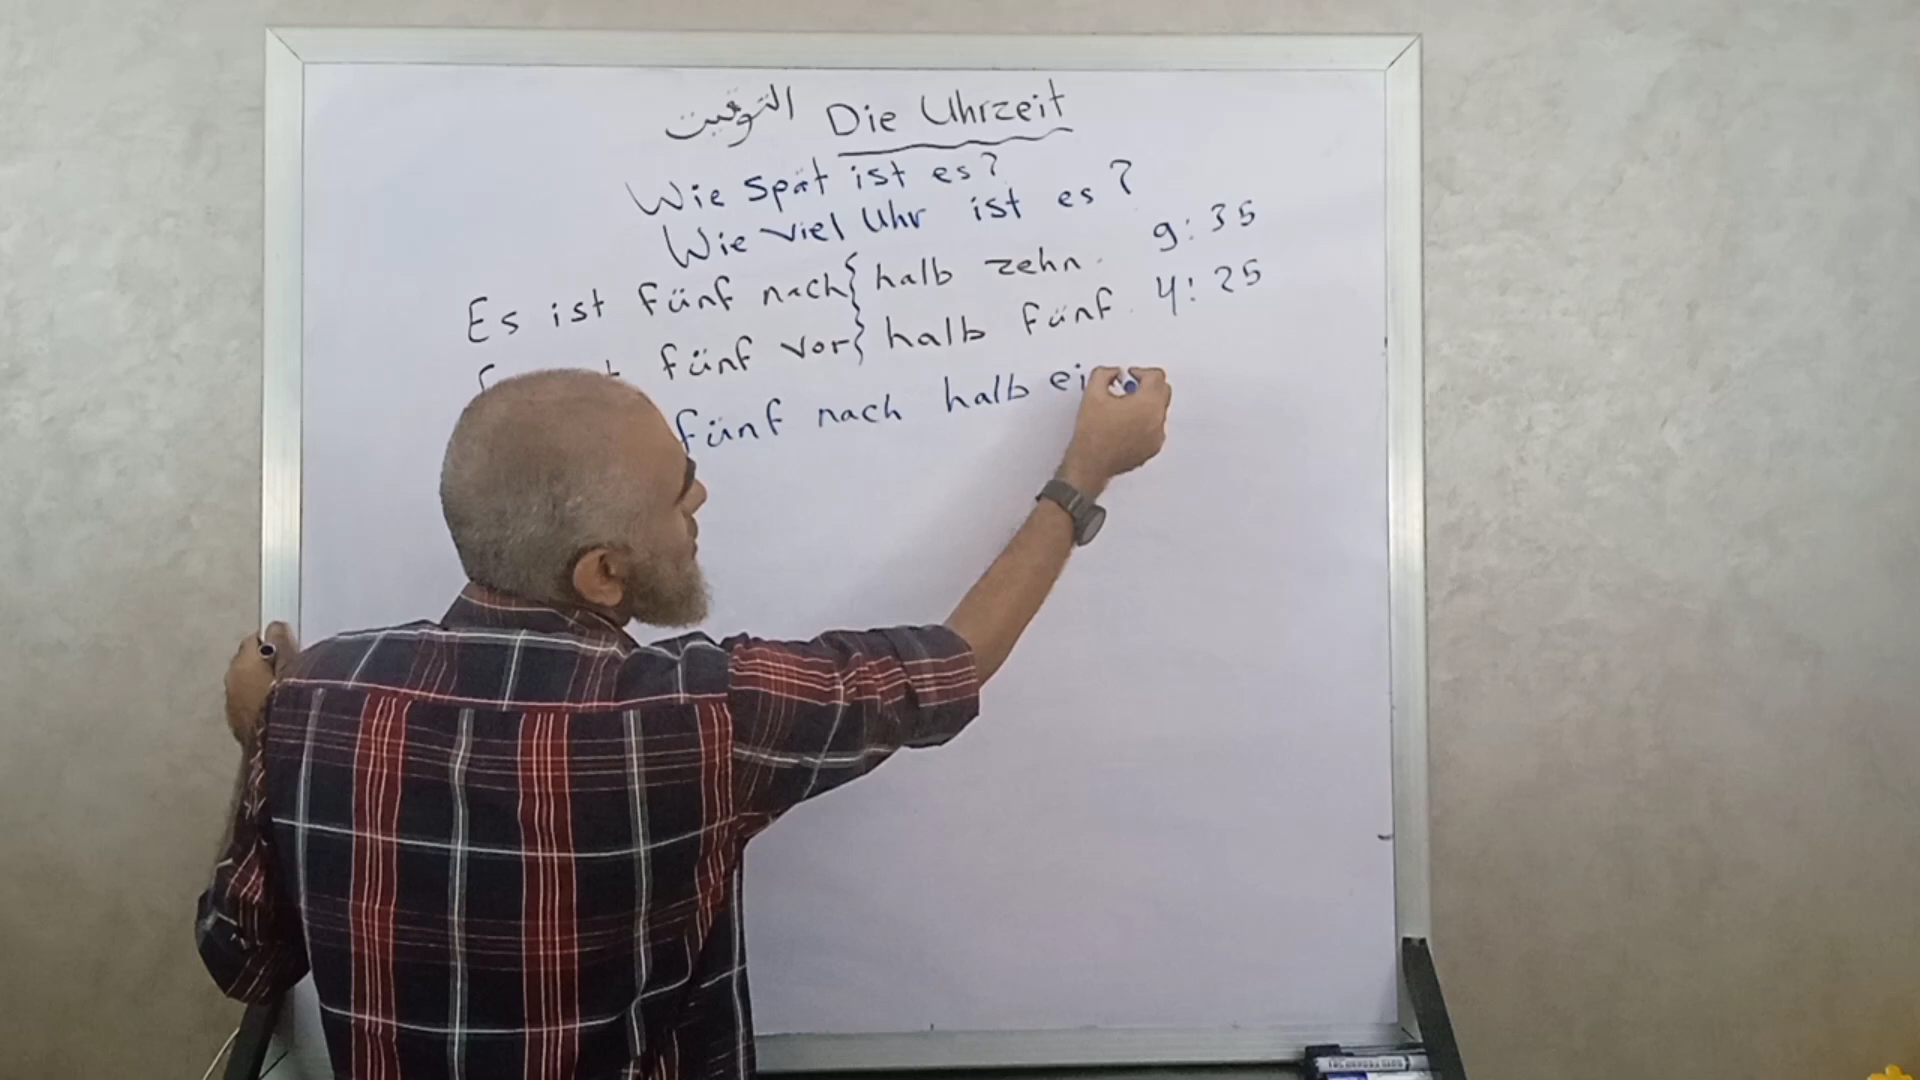 التوقيت Die Uhrzeit
Wie spät ist es?
Wie viel Uhr ist es?
Es ist fünf nach { halb zehn. 9:35
fünf vor } halb fünf. 4:25
fünf nach halb